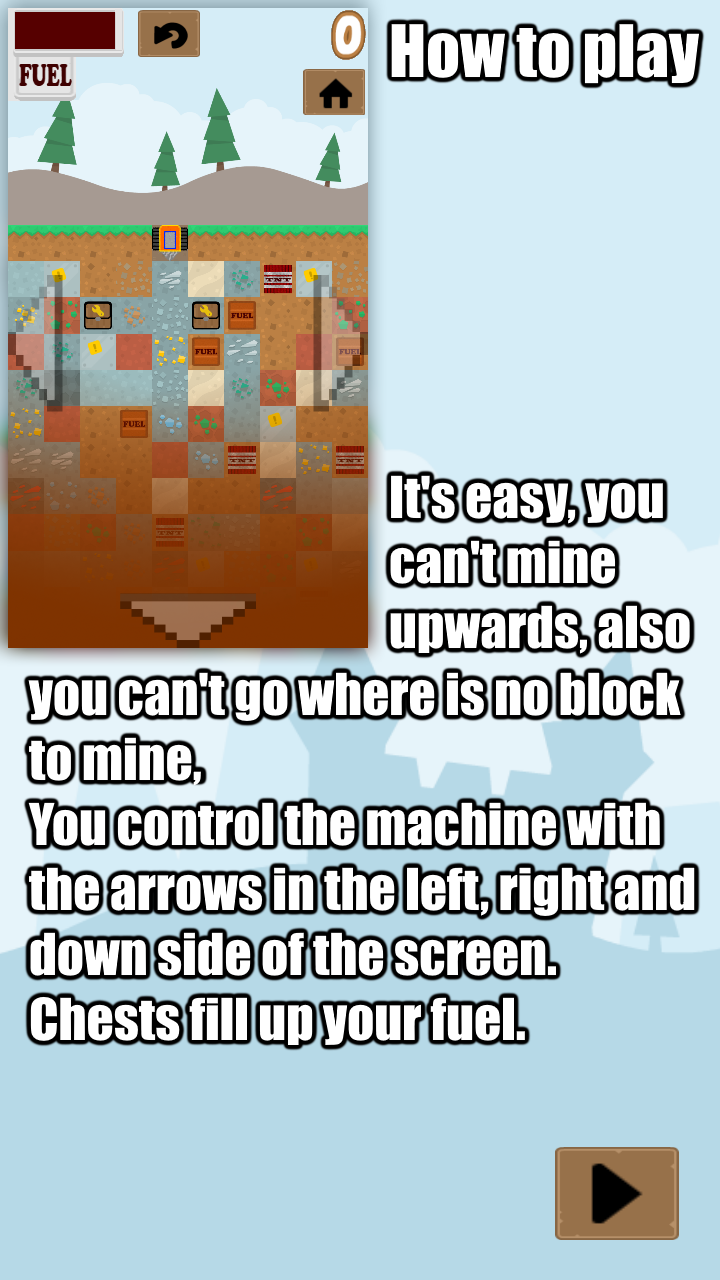 0
How to play
FUEL
TNT
FUEL
FUEL
FUEL
FUEL
TNT
TNT
TNT
It's easy, you
can't mine
upwards, also
you can't go where is no block
to mine,
You control the machine with
the arrows in the left, right and
down side of the screen.
Chests fill up your fuel.